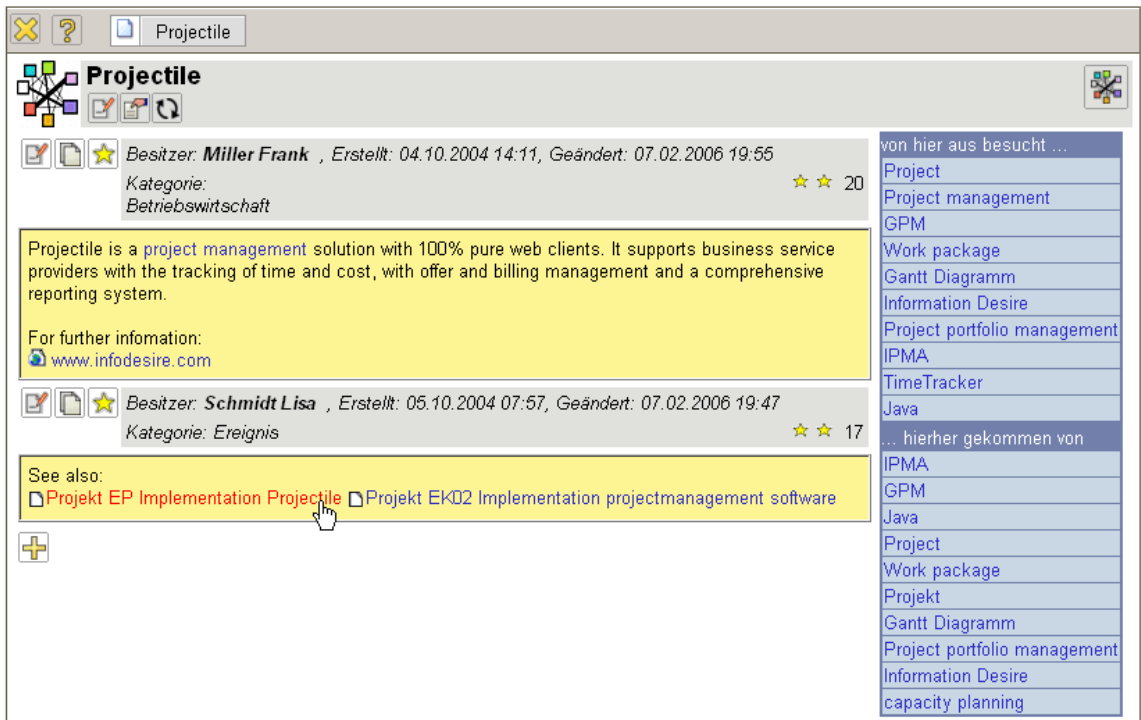 Projectile
Projectile
Besitzer: Miller Frank , Erstellt: 04.10.2004 14:11, Geändert: 07.02.2006 19:55
Kategorie:
Betriebswirtschaft
20
Projectile is a project management solution with 100% pure web clients. It supports business service
providers with the tracking of time and cost, with offer and billing management and a comprehensive
reporting system.
For further infomation:
www.infodesire.com
Besitzer: Schmidt Lisa , Erstellt: 05.10.2004 07:57, Geändert: 07.02.2006 19:47
Kategorie: Ereignis
17
See also:
Projekt EP Implementation Projectile Projekt EK02 Implementation projectmanagement software
von hier aus besucht ...
Project
Project management
GPM
Work package
Gantt Diagramm
Information Desire
Project portfolio management
IPMA
TimeTracker
Java
... hierher gekommen von
IPMA
GPM
Java
Project
Work package
Projekt
Gantt Diagramm
Project portfolio management
Information Desire
capacity planning